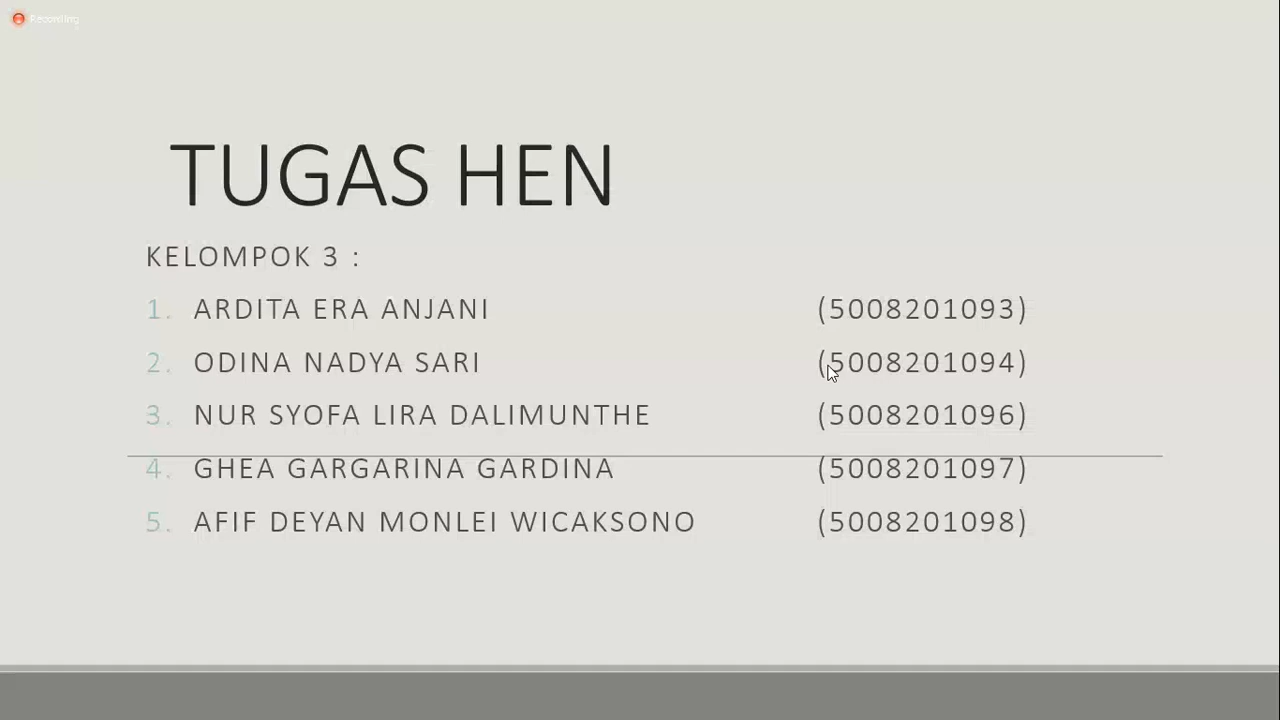 Recording
TUGAS HEN
KELOMPOK 3 :
1. ARDITA ERA ANJANI (5008201093)
2. ODINA NADYA SARI (5008201094)
3. NUR SYOFA LIRA DALIMUNTHE (5008201096)
4. GHEA GARGARINA GARDINA (5008201097)
5. AFIF DEYAN MONLEI WICAKSONO (5008201098)